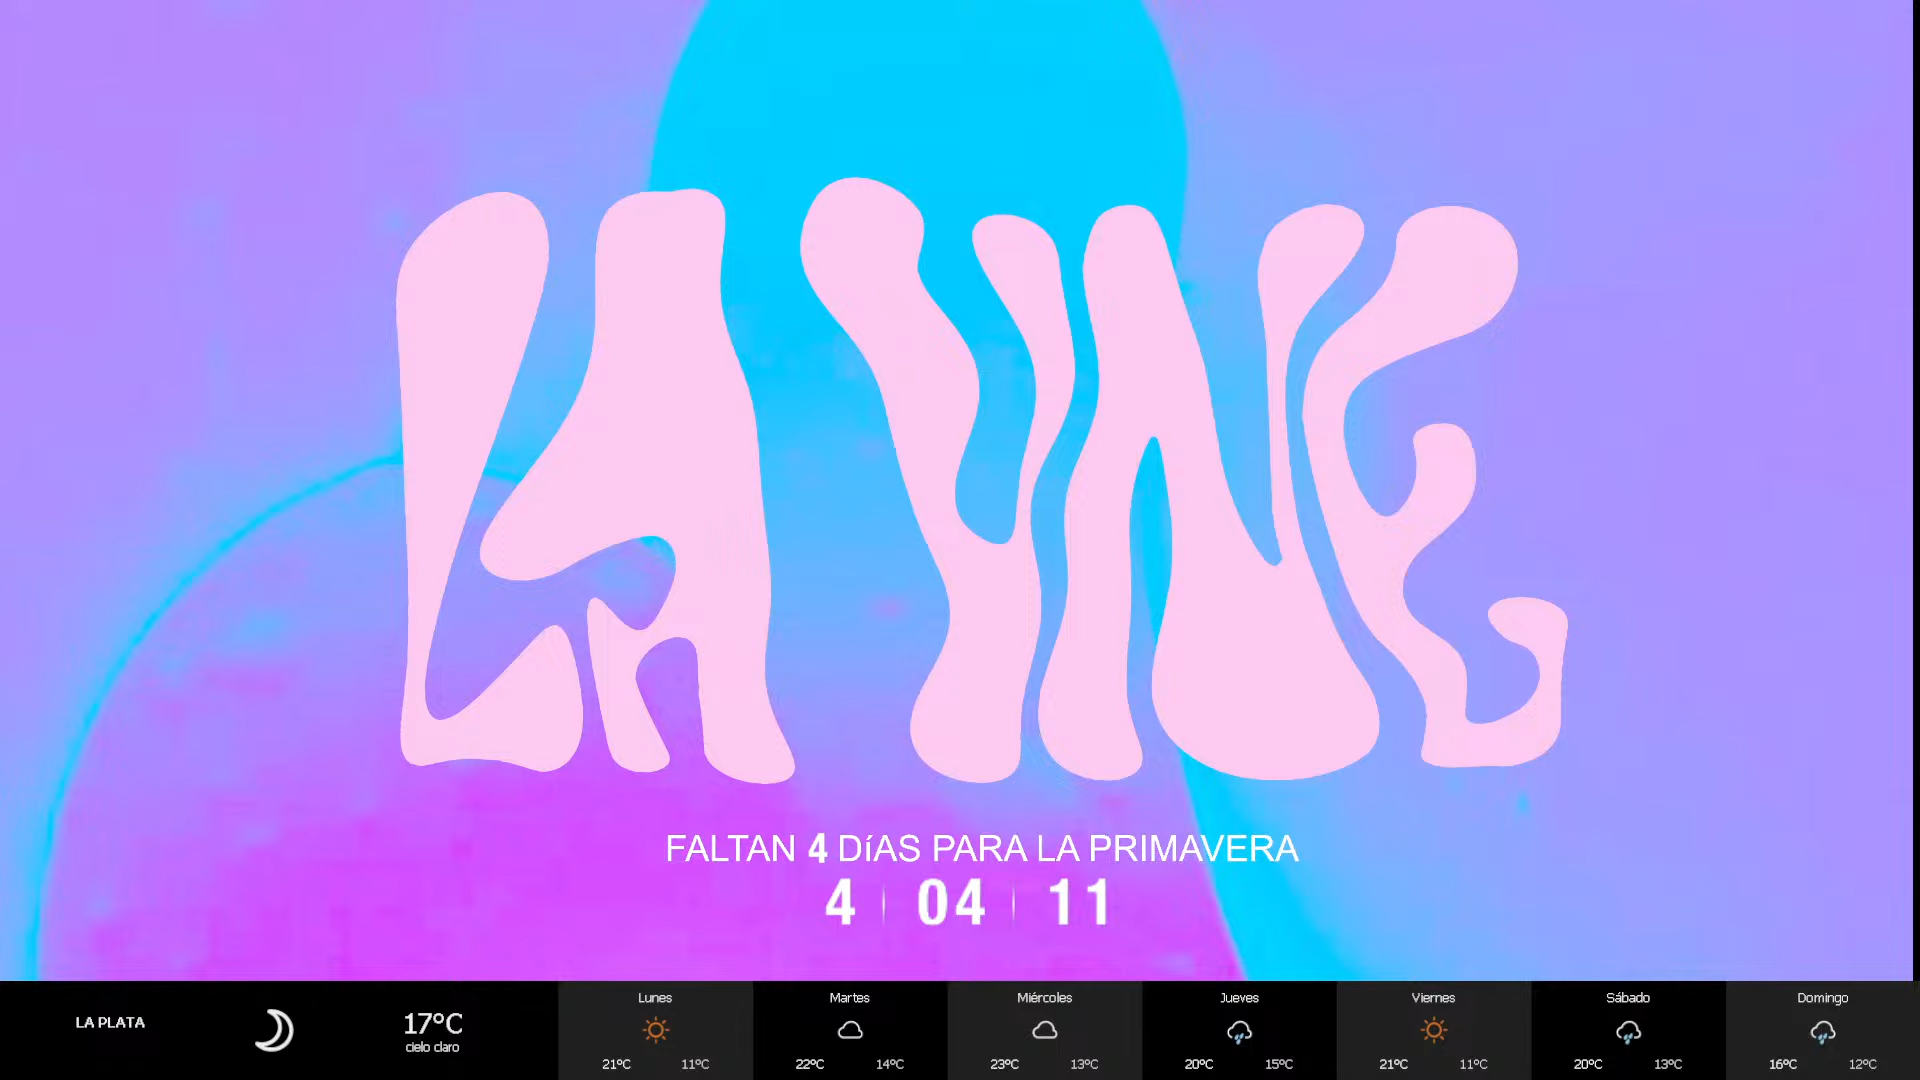 LA VNE
FALTAN 4 DíAS PARA LA PRIMAVERA
4 | 04 | 11
LA PLATA
17°C
cielo claro
Lunes
21°C 11°C
Martes
22°C 14°C
Miércoles
23°C 13°C
Jueves
20°C 15°C
Viernes
21°C 11°C
Sábado
20°C 13°C
Domingo
16°C 12°C